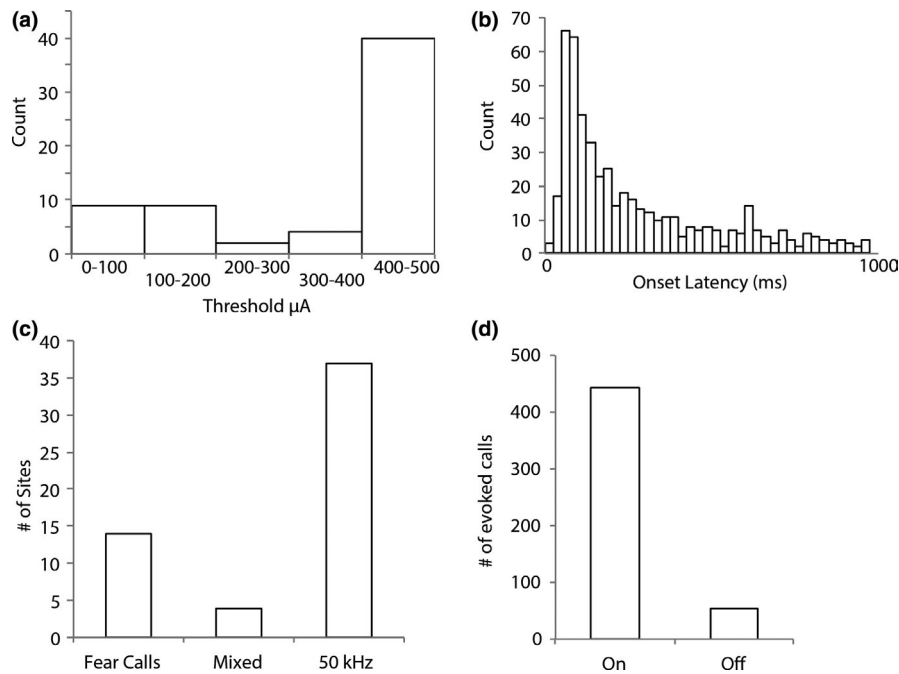 (a)
Count
40
30
20
10
0
0-100
100-200
200-300
300-400
400-500
Threshold µA
(b)
Count
70
60
50
40
30
20
10
0
0
1000
Onset Latency (ms)
(c)
# of Sites
40
35
30
25
20
15
10
5
0
Fear Calls
Mixed
50 kHz
(d)
# of evoked calls
500
400
300
200
100
0
On
Off